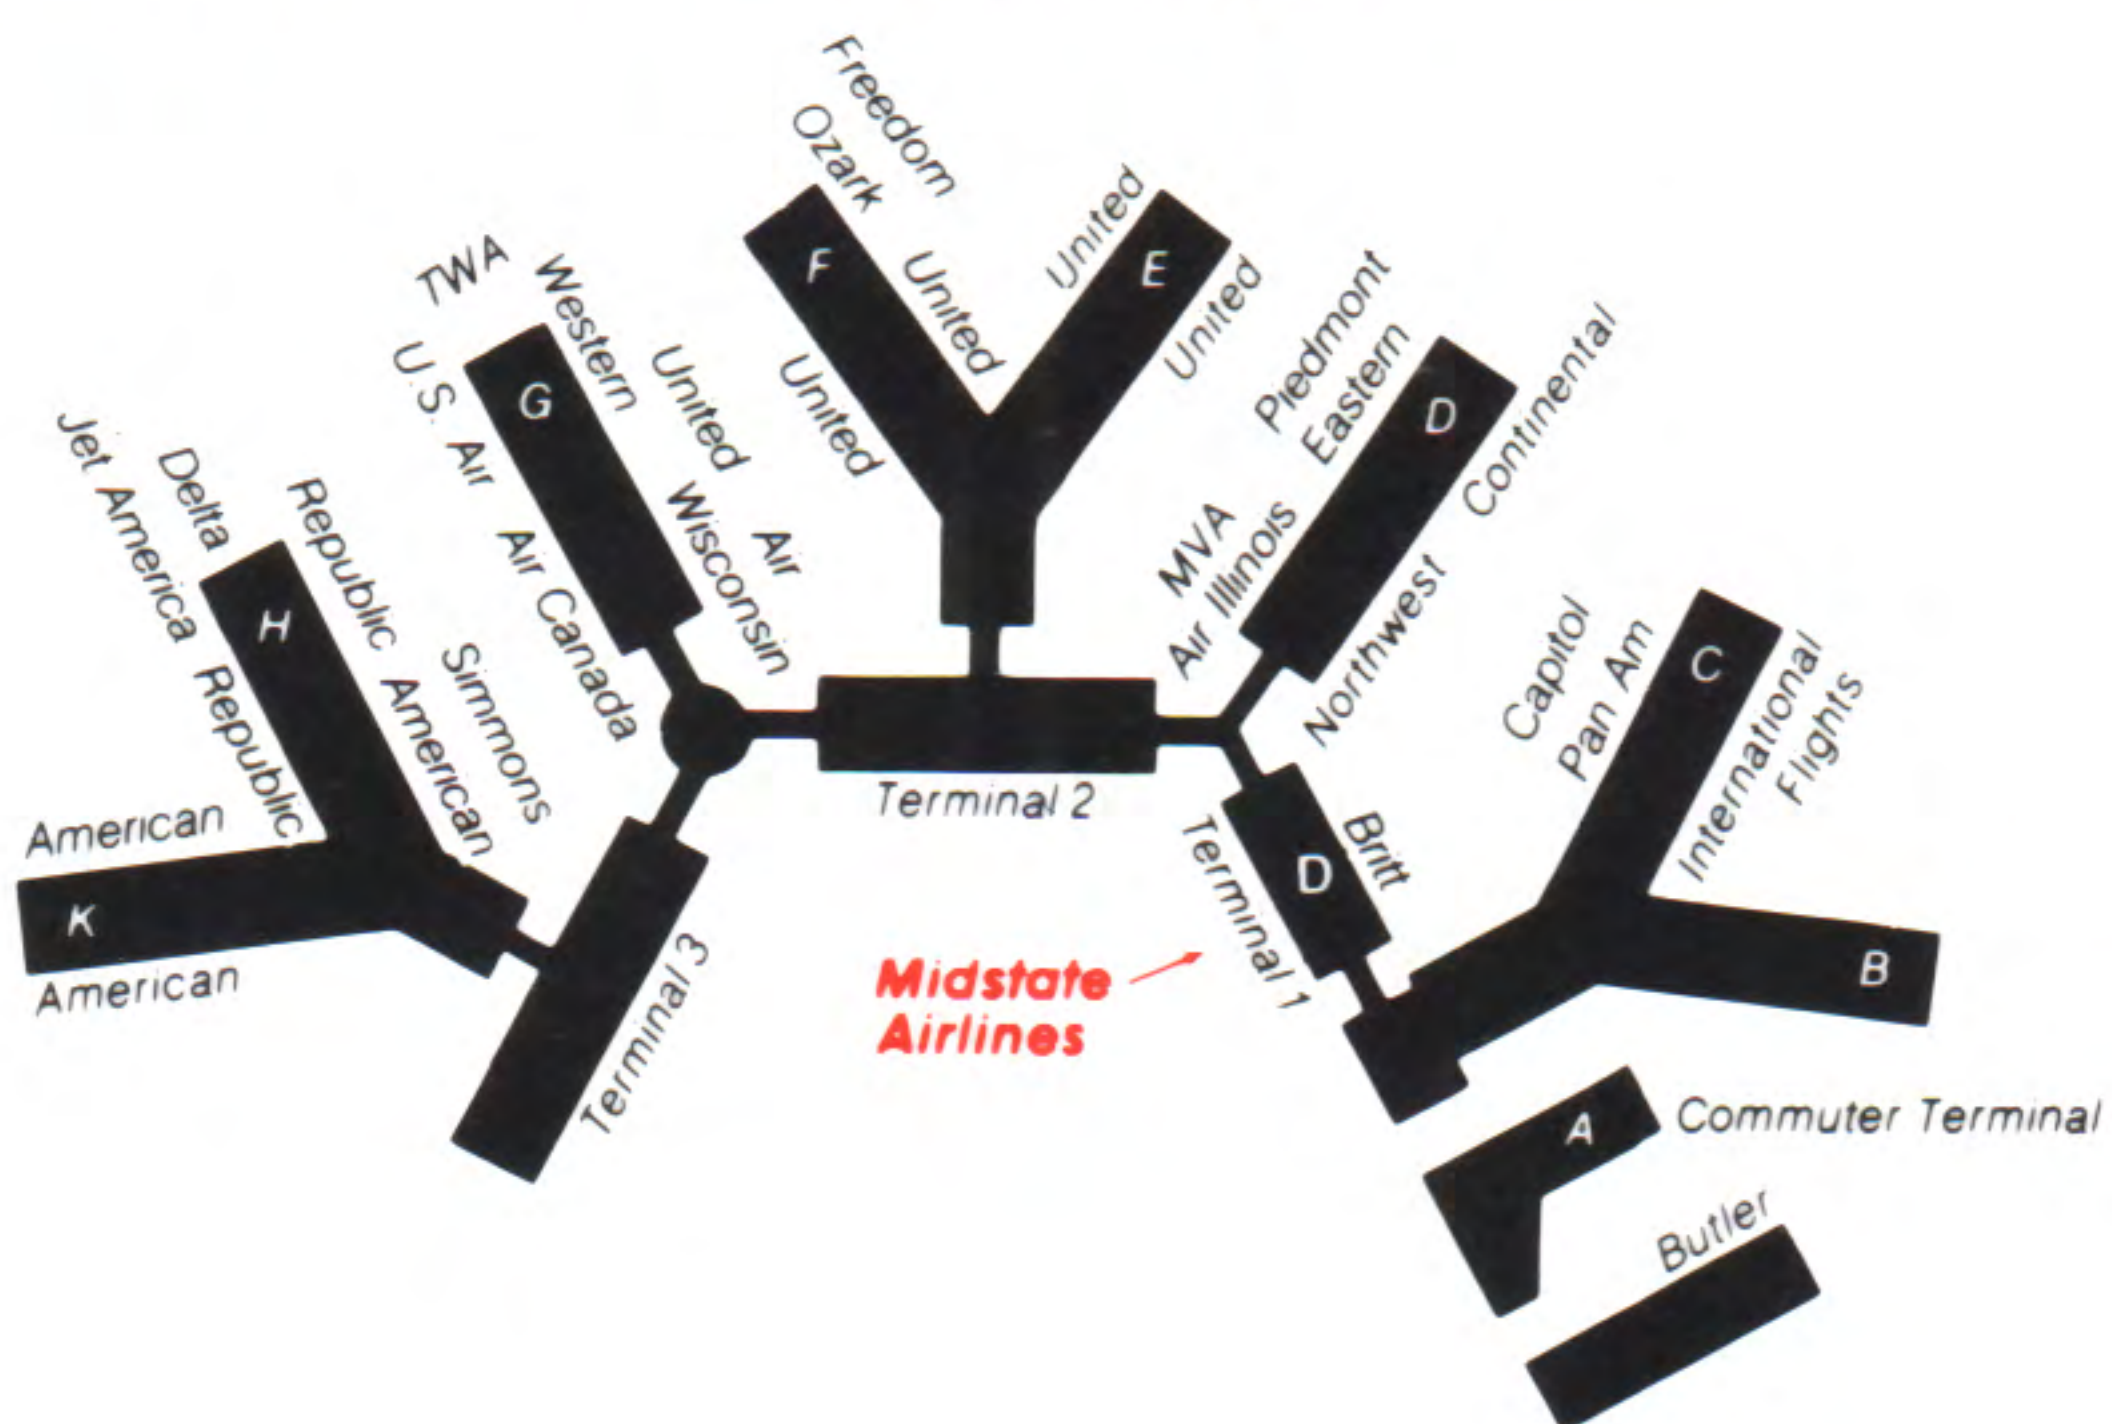 Freedom
Ozark
F
United
United
United
E
United
TWA
Western
G
U.S. Air
United
Air Canada
Air
Wisconsin
Piedmont
Eastern
D
Continental
MVA
Air Illinois
Northwest
Jet America
Delta
H
Republic
Republic
American
Simmons
American
K
American
Terminal 3
Terminal 2
Terminal 1
D
Britt
Capitol
Pan Am
C
International
Flights
B
Midstate
Airlines
A
Commuter Terminal
Butler